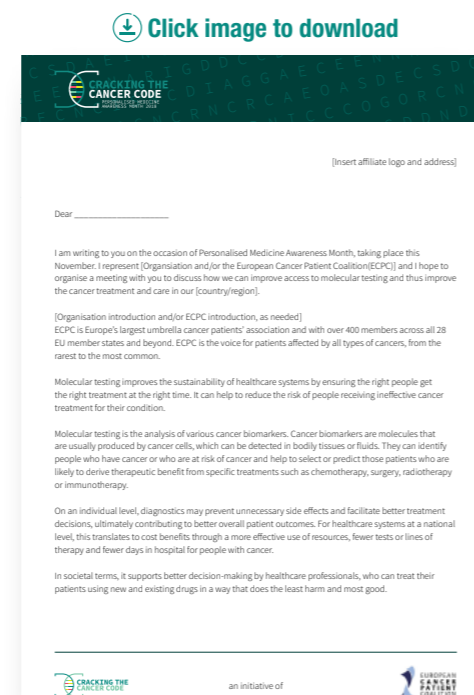 Click image to download
CRACKING THE
CANCER CODE
PERSONALISED MEDICINE
AWARENESS MONTH 2018
[Insert affiliate logo and address]
Dear ____________________
I am writing to you on the occasion of Personalised Medicine Awareness Month, taking place this
November. I represent [Organsiation and/or the European Cancer Patient Coalition(ECPC)] and I hope to
organise a meeting with you to discuss how we can improve access to molecular testing and thus improve
the cancer treatment and care in our [country/region].
[Organisation introduction and/or ECPC introduction, as needed]
ECPC is Europe's largest umbrella cancer patients' association and with over 400 members across all 28
EU member states and beyond. ECPC is the voice for patients affected by all types of cancers, from the
rarest to the most common.
Molecular testing improves the sustainability of healthcare systems by ensuring the right people get
the right treatment at the right time. It can help to reduce the risk of people receiving ineffective cancer
treatment for their condition.
Molecular testing is the analysis of various cancer biomarkers. Cancer biomarkers are molecules that
are usually produced by cancer cells, which can be detected in bodily tissues or fluids. They can identify
people who have cancer or who are at risk of cancer and help to select or predict those patients who are
likely to derive therapeutic benefit from specific treatments such as chemotherapy, surgery, radiotherapy
or immunotherapy.
On an individual level, diagnostics may prevent unnecessary side effects and facilitate better treatment
decisions, ultimately contributing to better overall patient outcomes. For healthcare systems at a national
level, this translates to cost benefits through a more effective use of resources, fewer tests or lines of
therapy and fewer days in hospital for people with cancer.
In societal terms, it supports better decision-making by healthcare professionals, who can treat their
patients using new and existing drugs in a way that does the least harm and most good.
CRACKING THE
CANCER CODE
an initiative of
EUROPEAN
CANCER
PATIENT
COALITION